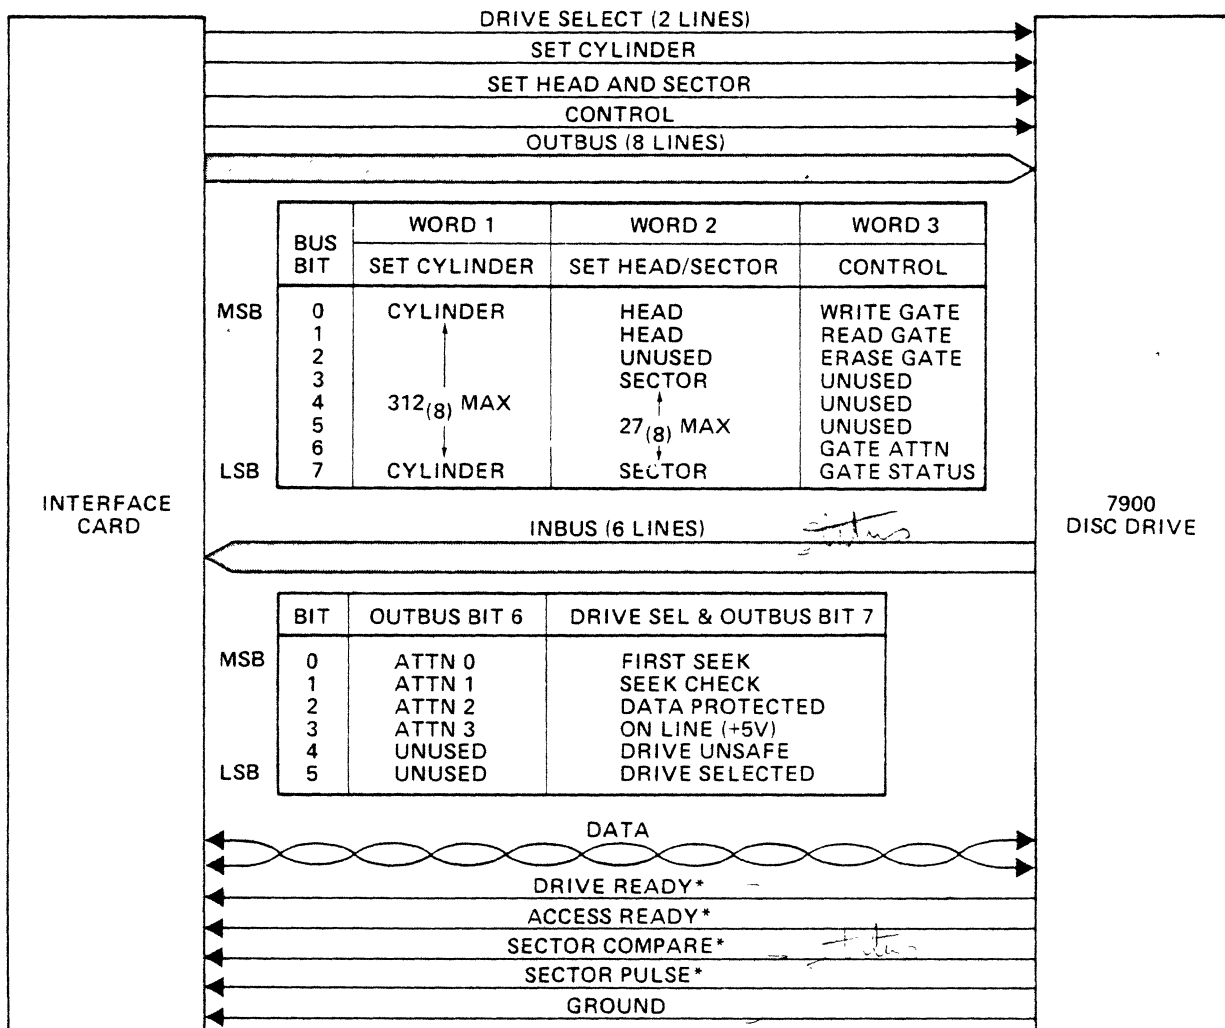 DRIVE SELECT (2 LINES)
SET CYLINDER
SET HEAD AND SECTOR
CONTROL
OUTBUS (8 LINES)
BUS BIT WORD 1 WORD 2 WORD 3
SET CYLINDER SET HEAD/SECTOR CONTROL
MSB 0 CYLINDER HEAD WRITE GATE
1 HEAD READ GATE
2 UNUSED ERASE GATE
3 SECTOR UNUSED
4 312(8) MAX UNUSED
5 27(8) MAX UNUSED
6 GATE ATTN
LSB 7 CYLINDER SECTOR GATE STATUS
INTERFACE
CARD
7900
DISC DRIVE
INBUS (6 LINES)
BIT OUTBUS BIT 6 DRIVE SEL & OUTBUS BIT 7
MSB 0 ATTN 0 FIRST SEEK
1 ATTN 1 SEEK CHECK
2 ATTN 2 DATA PROTECTED
3 ATTN 3 ON LINE (+5V)
4 UNUSED DRIVE UNSAFE
LSB 5 UNUSED DRIVE SELECTED
DATA
DRIVE READY*
ACCESS READY*
SECTOR COMPARE*
SECTOR PULSE*
GROUND